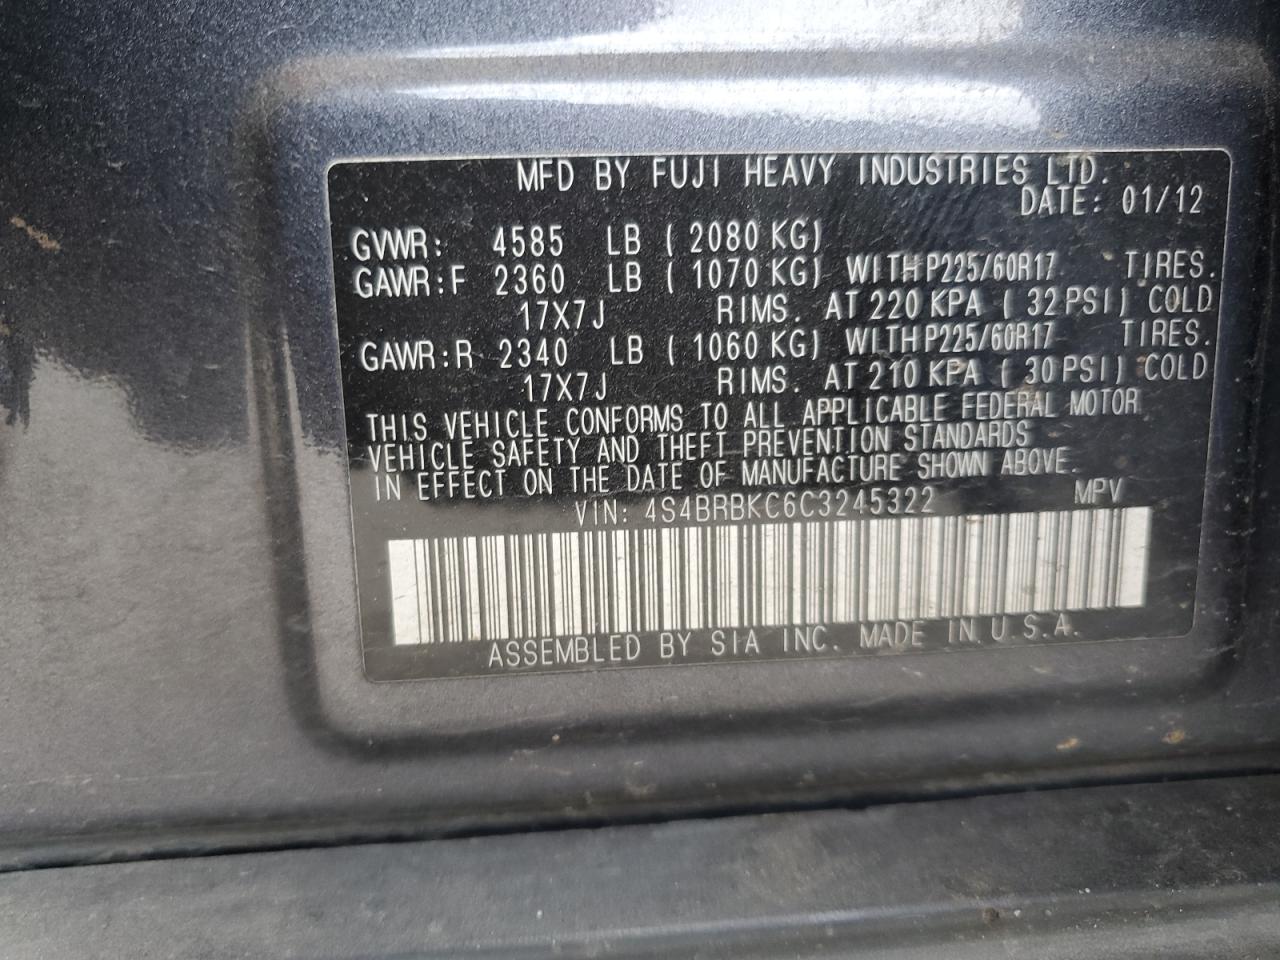 MFD BY FUJI HEAVY INDUSTRIES LTD.
DATE: 01/12
GVWR: 4585 LB ( 2080 KG)
GAWR:F 2360 LB ( 1070 KG) WITH P225/60R17 TIRES.
17X7J RIMS. AT 220 KPA ( 32 PSI) COLD
GAWR:R 2340 LB ( 1060 KG) WITH P225/60R17 TIRES.
17X7J RIMS. AT 210 KPA ( 30 PSI) COLD
THIS VEHICLE CONFORMS TO ALL APPLICABLE FEDERAL MOTOR
VEHICLE SAFETY AND THEFT PREVENTION STANDARDS
IN EFFECT ON THE DATE OF MANUFACTURE SHOWN ABOVE.
VIN: 4S4BRBKC6C3245322 MPV
ASSEMBLED BY SIA INC. MADE IN U.S.A.